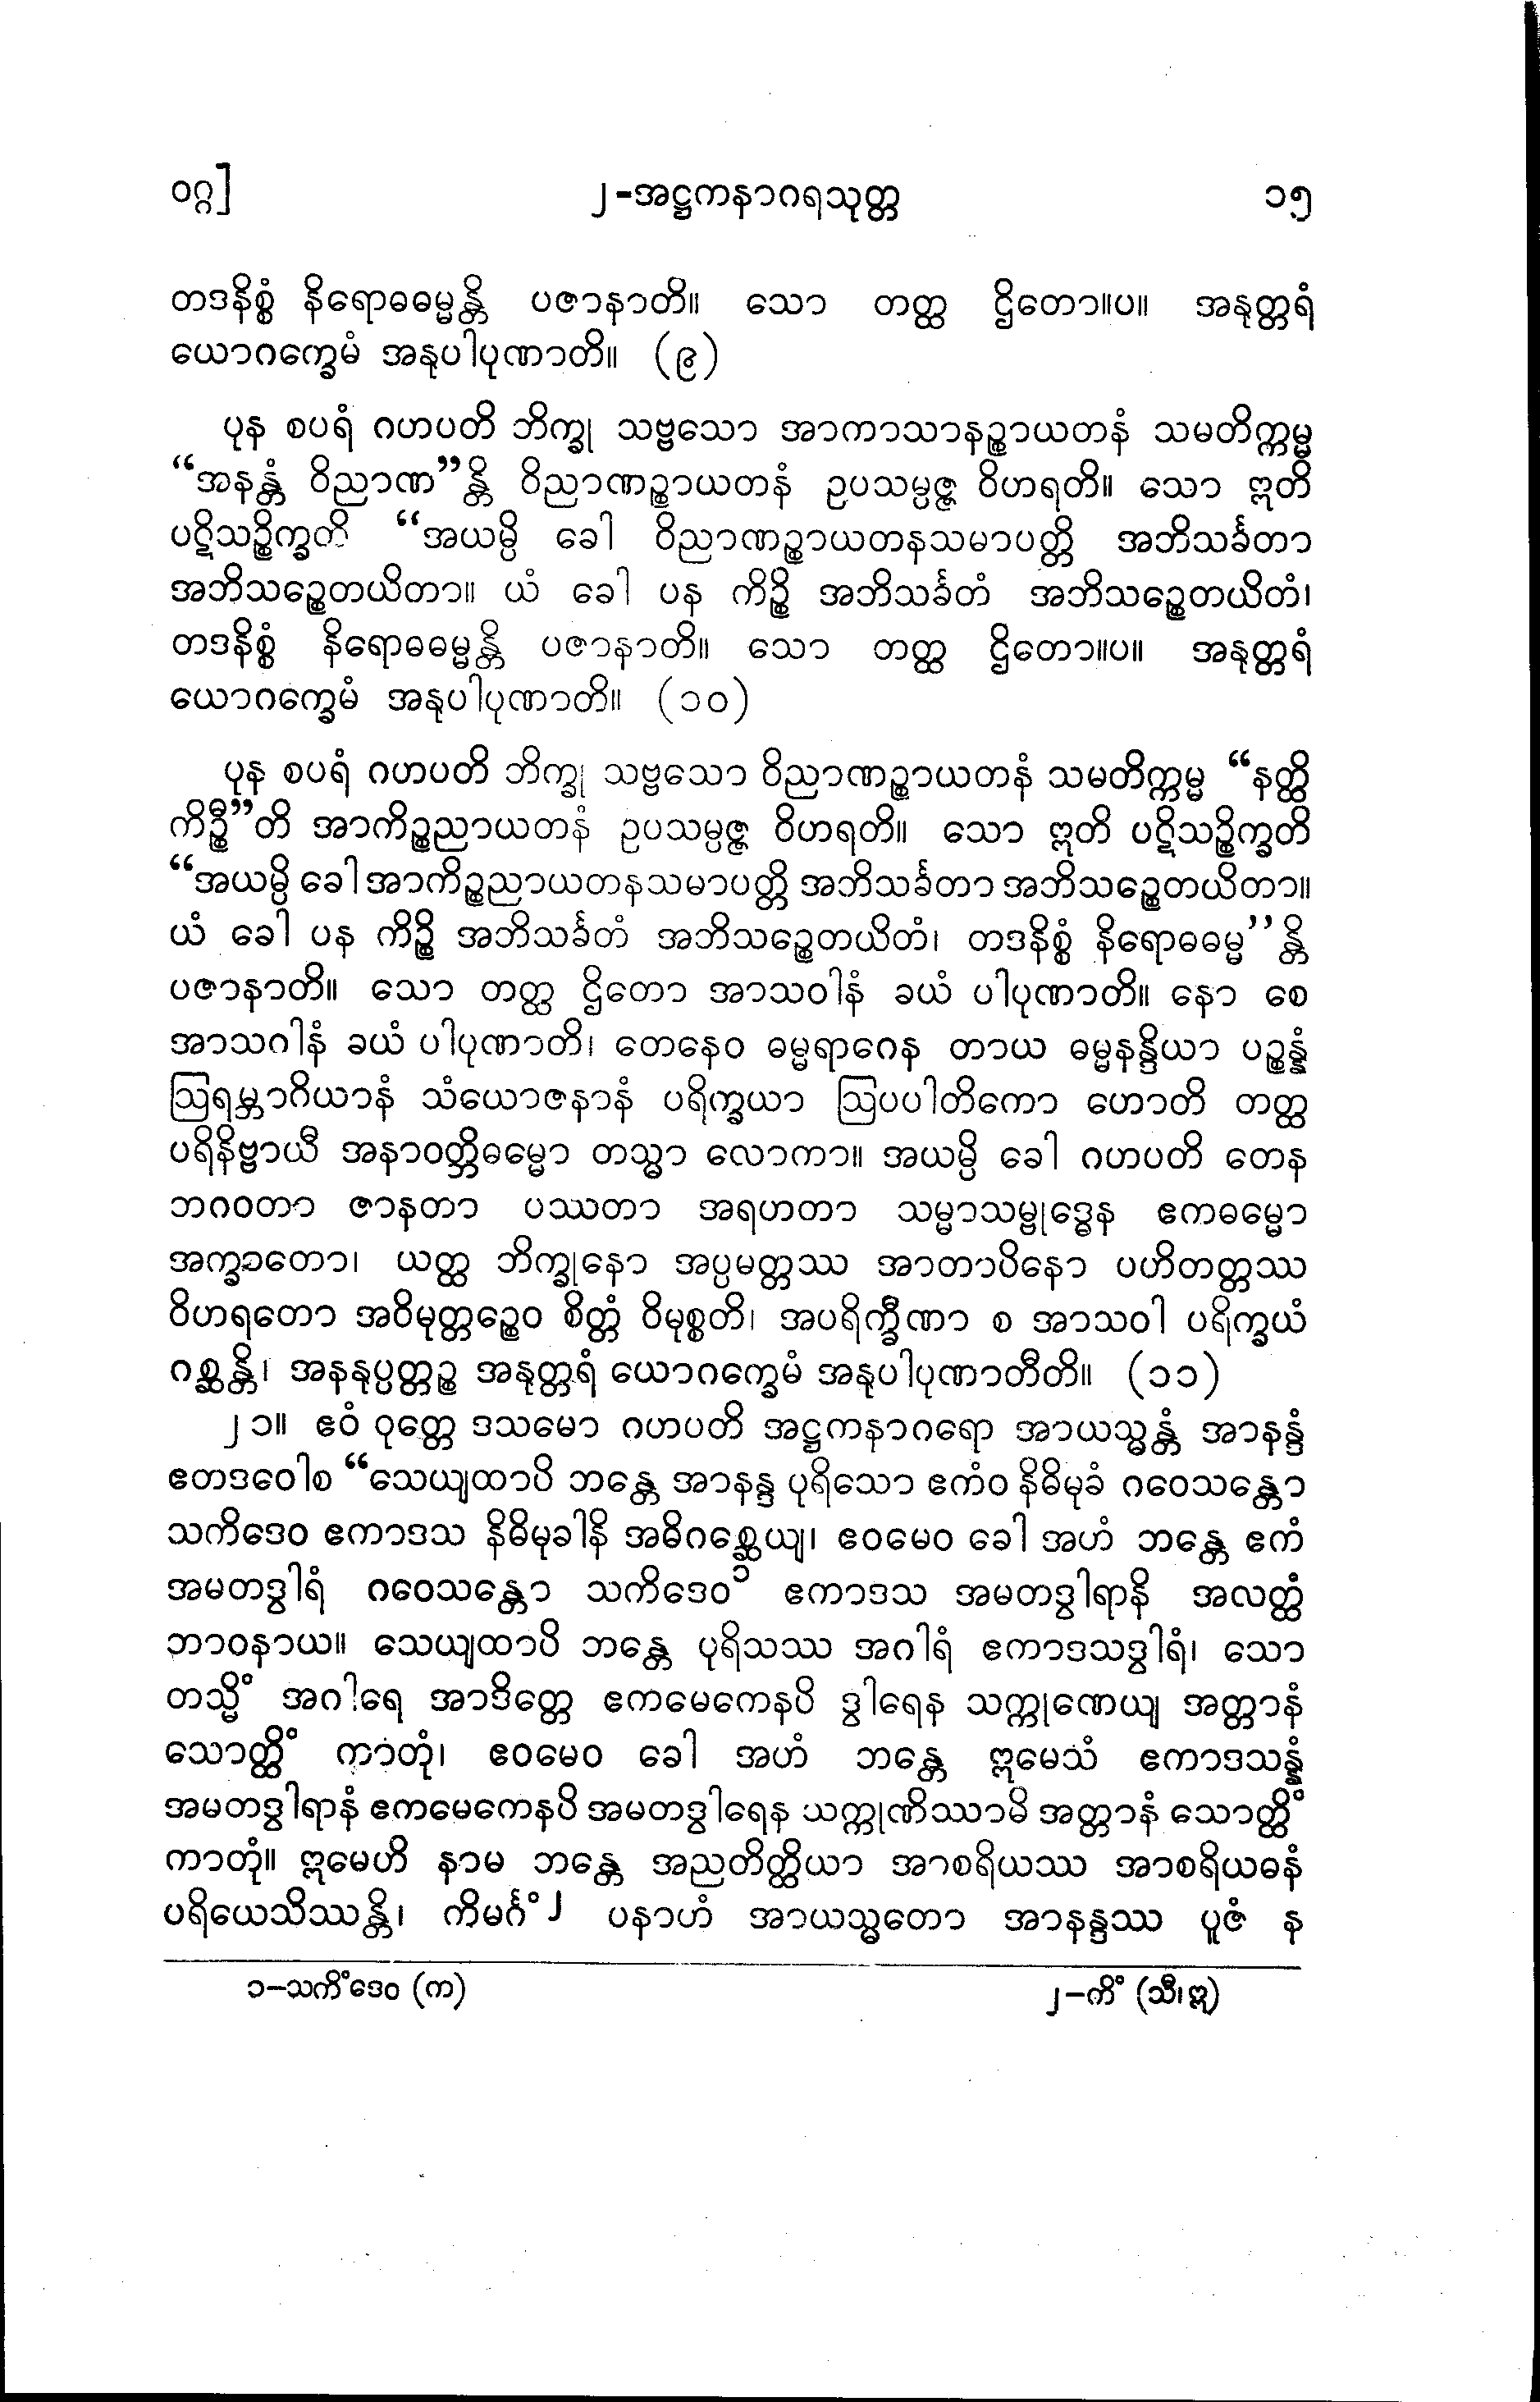 ဝဂ္ဂ] ၂-အဋ္ဌကနာဂရသုတ္တ ၁၅
တဒနိစ္စံ နိရောဓဓမ္မန္တိ ပဇာနာတိ။ သော တတ္ထ ဌိတော။ပ။ အနုတ္တရံ
ယောဂက္ခေမံ အနုပါပုဏာတိ။ (၉)
ပုန စပရံ ဂဟပတိ ဘိက္ခု သဗ္ဗသော အာကာသာနဉ္စာယတနံ သမတိက္ကမ္မ
“အနန္တံ ဝိညာဏ”န္တိ ဝိညာဏဉ္စာယတနံ ဥပသမ္ပဇ္ဇ ဝိဟရတိ။ သော ဣတိ
ပဋိသဉ္စိက္ခတိ “အယမ္ပိ ခေါ ဝိညာဏဉ္စာယတနသမာပတ္တိ အဘိသင်္ခတာ
အဘိသဉ္စေတယိတာ။ ယံ ခေါ ပန ကိဉ္စိ အဘိသင်္ခတံ အဘိသဉ္စေတယိတံ၊
တဒနိစ္စံ နိရောဓဓမ္မန္တိ ပဇာနာတိ။ သော တတ္ထ ဌိတော။ပ။ အနုတ္တရံ
ယောဂက္ခေမံ အနုပါပုဏာတိ။ (၁၀)
ပုန စပရံ ဂဟပတိ ဘိက္ခု သဗ္ဗသော ဝိညာဏဉ္စာယတနံ သမတိက္ကမ္မ “နတ္ထိ
ကိဉ္စီ”တိ အာကိဉ္စညာယတနံ ဥပသမ္ပဇ္ဇ ဝိဟရတိ။ သော ဣတိ ပဋိသဉ္စိက္ခတိ
“အယမ္ပိ ခေါ အာကိဉ္စညာယတနသမာပတ္တိ အဘိသင်္ခတာ အဘိသဉ္စေတယိတာ။
ယံ ခေါ ပန ကိဉ္စိ အဘိသင်္ခတံ အဘိသဉ္စေတယိတံ၊ တဒနိစ္စံ နိရောဓဓမ္မ”န္တိ
ပဇာနာတိ။ သော တတ္ထ ဌိတော အာသဝါနံ ခယံ ပါပုဏာတိ။ နော စေ
အာသဂါနံ ခယံ ပါပုဏာတိ၊ တေနေဝ ဓမ္မရာဂေန တာယ ဓမ္မနန္ဒိယာ ပဉ္စန္နံ
ဩရမ္ဘာဂိယာနံ သံယောဇနာနံ ပရိက္ခယာ ဩပပါတိကော ဟောတိ တတ္ထ
ပရိနိဗ္ဗာယီ အနာဝတ္တိဓမ္မော တသ္မာ လောကာ။ အယမ္ပိ ခေါ ဂဟပတိ တေန
ဘဂဝတာ ဇာနတာ ပဿတာ အရဟတာ သမ္မာသမ္ဗုဒ္ဓေန ဧကဓမ္မော
အက္ခာတော၊ ယတ္ထ ဘိက္ခုနော အပ္ပမတ္တဿ အာတာပိနော ပဟိတတ္တဿ
ဝိဟရတော အဝိမုတ္တဉ္စေဝ စိတ္တံ ဝိမုစ္စတိ၊ အပရိက္ခီဏာ စ အာသဝါ ပရိက္ခယံ
ဂစ္ဆန္တိ၊ အနနုပ္ပတ္တဉ္စ အနုတ္တရံ ယောဂက္ခေမံ အနုပါပုဏာတီတိ။ (၁၁)
၂၁။ ဧဝံ ဝုတ္တေ ဒသမော ဂဟပတိ အဋ္ဌကနာဂရော အာယသ္မန္တံ အာနန္ဒံ
ဧတဒဝေါစ “သေယျထာပိ ဘန္တေ အာနန္ဒ ပုရိသော ဧကံဝ နိဓိမုခံ ဂဝေသန္တော
သကိဒေဝ ဧကာဒသ နိဓိမုခါနိ အဓိဂစ္ဆေယျ၊ ဧဝမေဝ ခေါ အဟံ ဘန္တေ ဧကံ
အမတဒွါရံ ဂဝေသန္တော သကိဒေဝ၁ ဧကာဒသ အမတဒွါရာနိ အလတ္ထံ
ဘာဝနာယ။ သေယျထာပိ ဘန္တေ ပုရိသဿ အဂါရံ ဧကာဒသဒွါရံ၊ သော
တသ္မိံ အဂါရေ အာဒိတ္တေ ဧကမေကေနပိ ဒွါရေန သက္ကုဏေယျ အတ္တာနံ
သောတ္ထိံ ကာတုံ၊ ဧဝမေဝ ခေါ အဟံ ဘန္တေ ဣမေသံ ဧကာဒသန္နံ
အမတဒွါရာနံ ဧကမေကေနပိ အမတဒွါရေန သက္ကုဏိဿာမိ အတ္တာနံ သောတ္ထိံ
ကာတုံ။ ဣမေဟိ နာမ ဘန္တေ အညတိတ္ထိယာ အာစရိယဿ အာစရိယဓနံ
ပရိယေသိဿန္တိ၊ ကိမင်္ဂံ၂ ပနာဟံ အာယသ္မတော အာနန္ဒဿ ပူဇံ န
၁-သကိံဒေဝ (က) ၂-ကိံ (သီ၊ဣ)